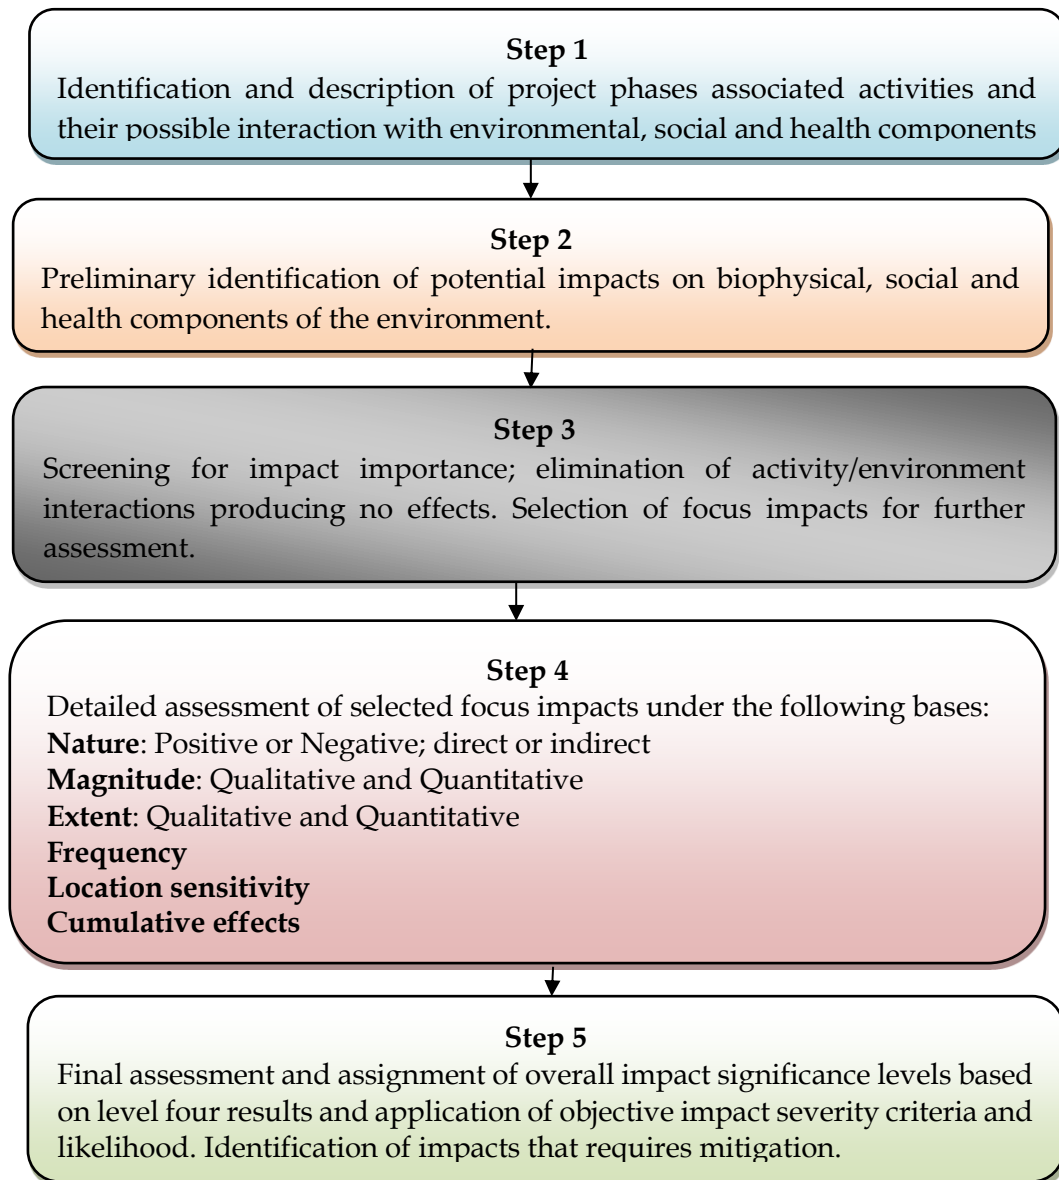 Step 1
Identification and description of project phases associated activities and
their possible interaction with environmental, social and health components
Step 2
Preliminary identification of potential impacts on biophysical, social and
health components of the environment.
Step 3
Screening for impact importance; elimination of activity/environment
interactions producing no effects. Selection of focus impacts for further
assessment.
Step 4
Detailed assessment of selected focus impacts under the following bases:
Nature: Positive or Negative; direct or indirect
Magnitude: Qualitative and Quantitative
Extent: Qualitative and Quantitative
Frequency
Location sensitivity
Cumulative effects
Step 5
Final assessment and assignment of overall impact significance levels based
on level four results and application of objective impact severity criteria and
likelihood. Identification of impacts that requires mitigation.